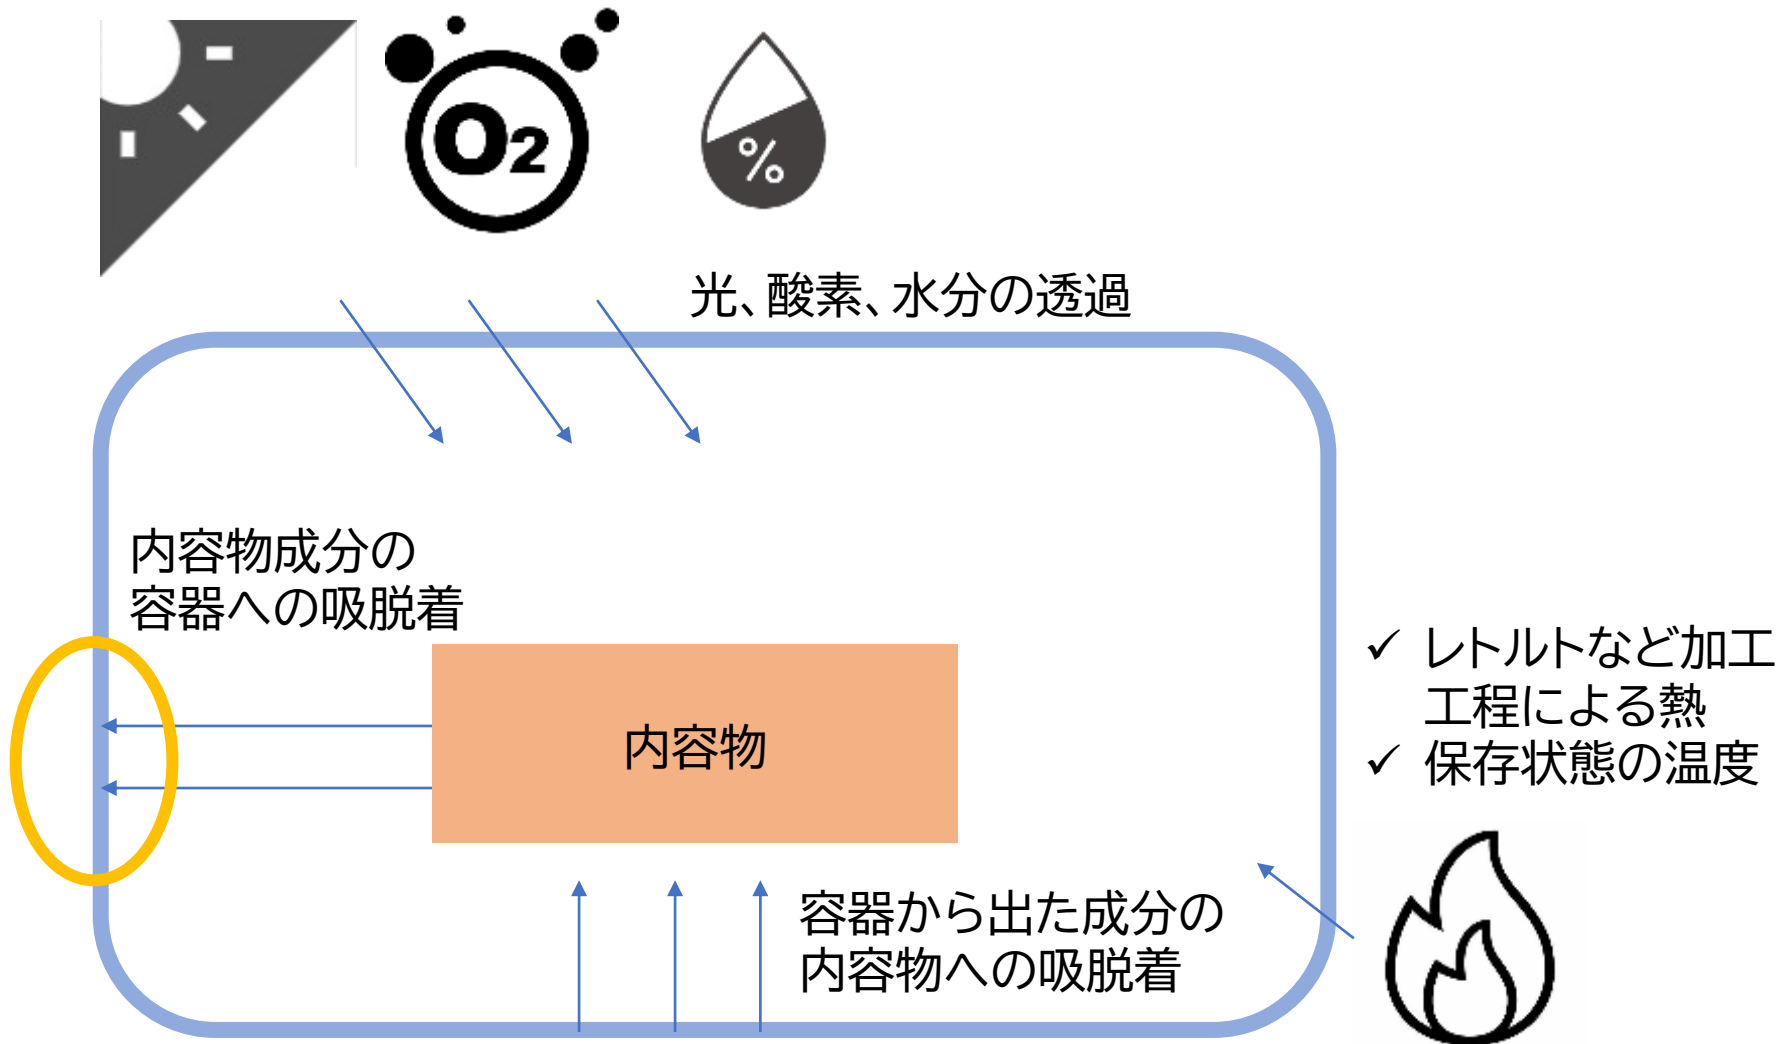 O2
%
光、酸素、水分の透過
内容物成分の
容器への吸脱着
内容物
✓ レトルトなど加工
工程による熱
✓ 保存状態の温度
容器から出た成分の
内容物への吸脱着